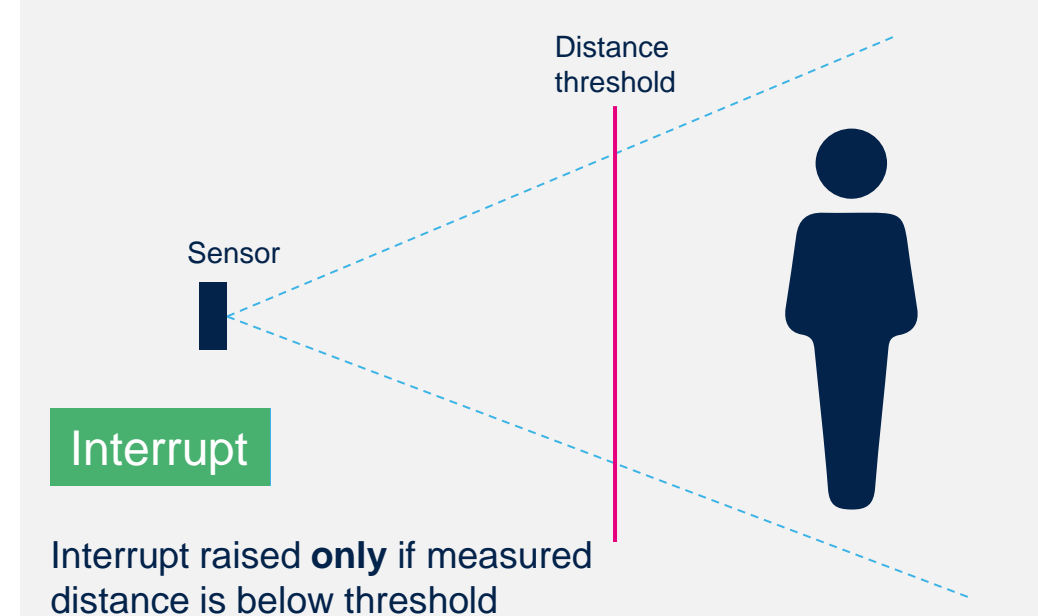 Distance
threshold
Sensor
Interrupt
Interrupt raised only if measured
distance is below threshold